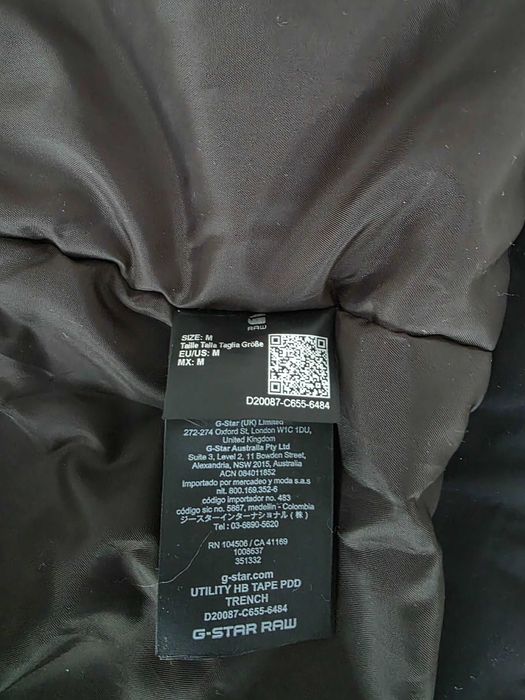 RAW
SIZE: M
Taille Talla Taglia Größe
EU/US: M
MX: M
D20087-C655-6484
G-Star (UK) Limited
272-274 Oxford St, London W1C 1DU,
United Kingdom
G-Star Australia Pty Ltd
Suite 3, Level 2, 11 Bowden Street,
Alexandria, NSW 2015, Australia
ACN 084011852
Importado por mercadeo y moda s.a.s
nit. 800.169.352-6
código importador no. 483
código sic no. 5887, medellin - Colombia
ジースターインターナショナル(株)
Tel: 03-6890-5620
RN 104506 / CA 41169
1008637
351332
g-star.com
UTILITY HB TAPE PDD
TRENCH
D20087-C655-6484
G-STAR RAW